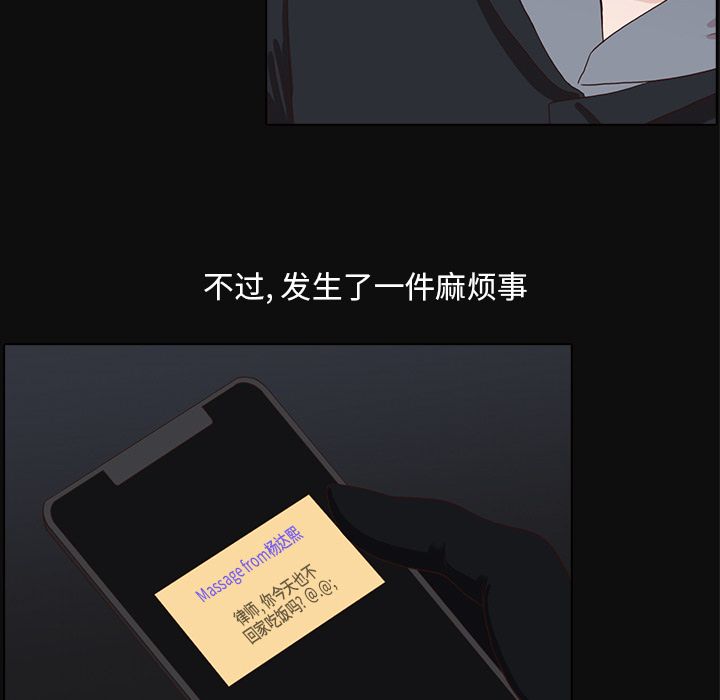 不过, 发生了一件麻烦事
Massage from杨达熙
律师, 你今天也不
回家吃饭吗? @.@;